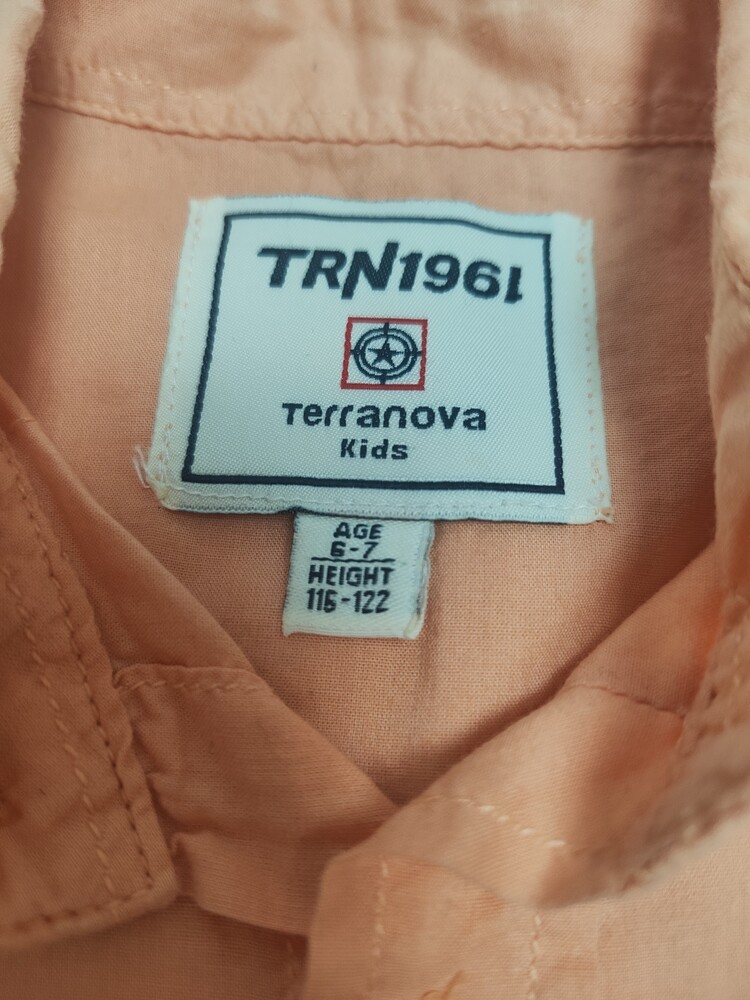 TRN1961
Terranova
Kids
AGE
6-7
HEIGHT
116-122